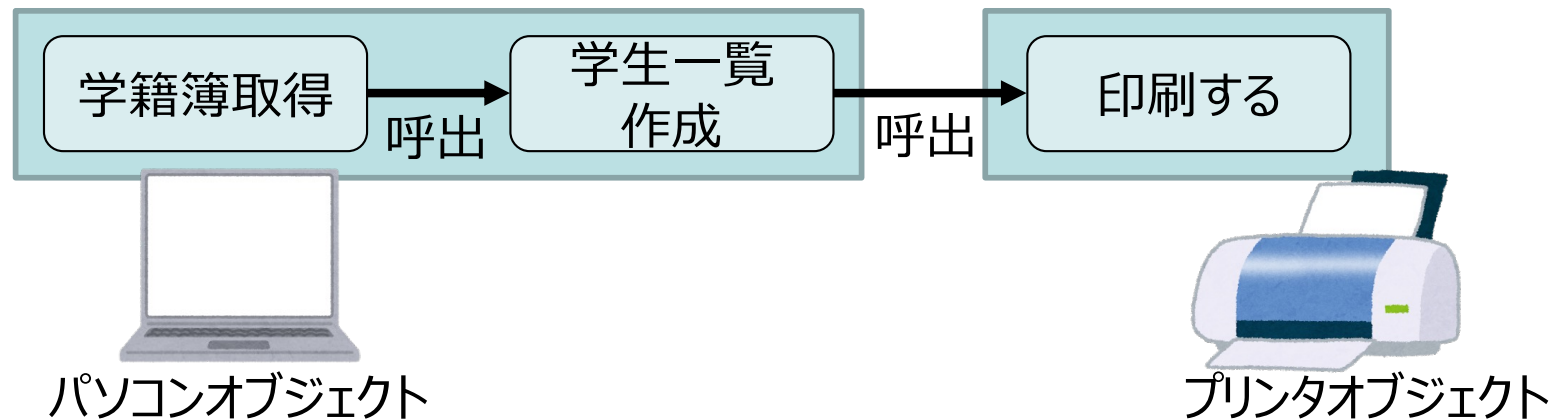 学籍簿取得
呼出
学生一覧
作成
呼出
印刷する
パソコンオブジェクト
プリンタオブジェクト